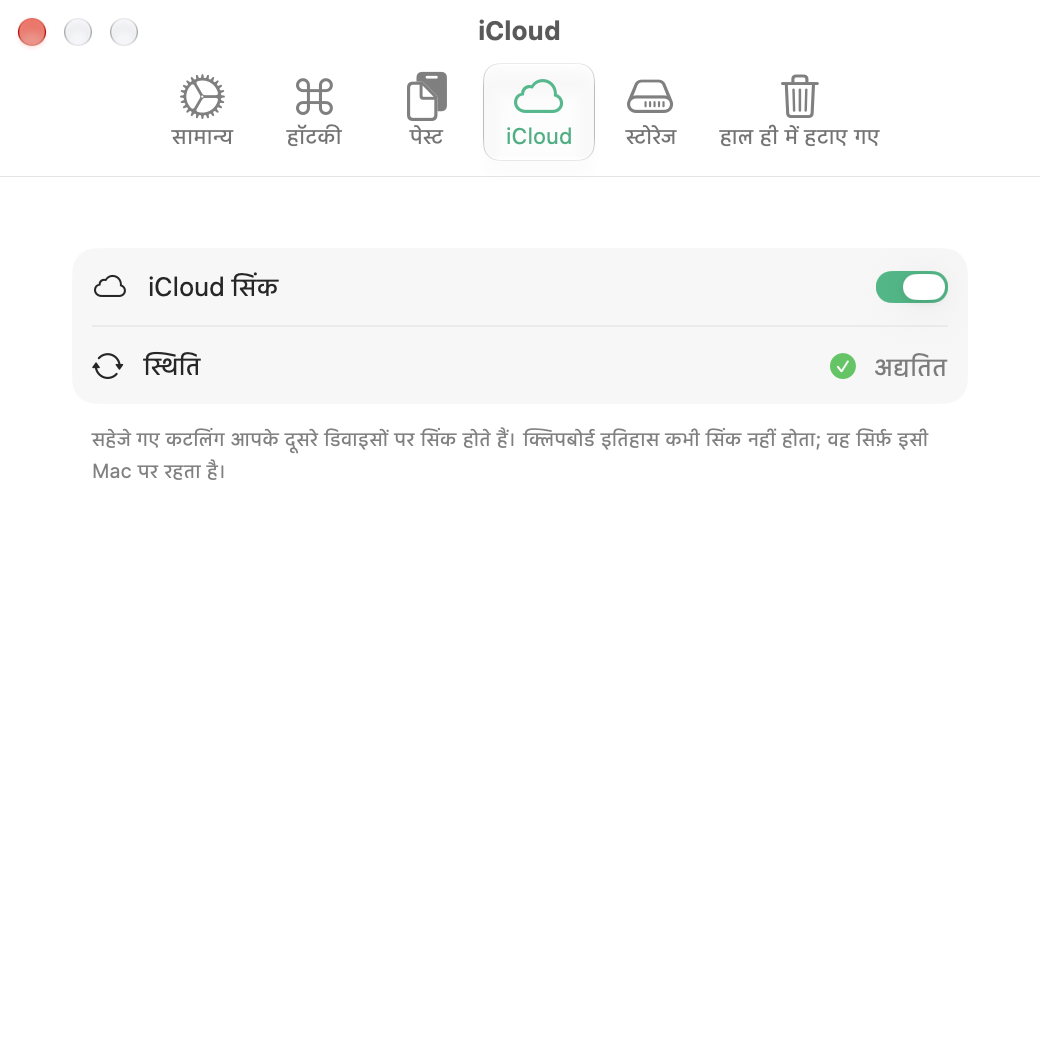 iCloud
सामान्य
हॉटकी
पेस्ट
iCloud
स्टोरेज
हाल ही में हटाए गए
iCloud सिंक
स्थिति
अद्यतित
सहेजे गए कटलिंग आपके दूसरे डिवाइसों पर सिंक होते हैं। क्लिपबोर्ड इतिहास कभी सिंक नहीं होता; वह सिर्फ़ इसी
Mac पर रहता है।